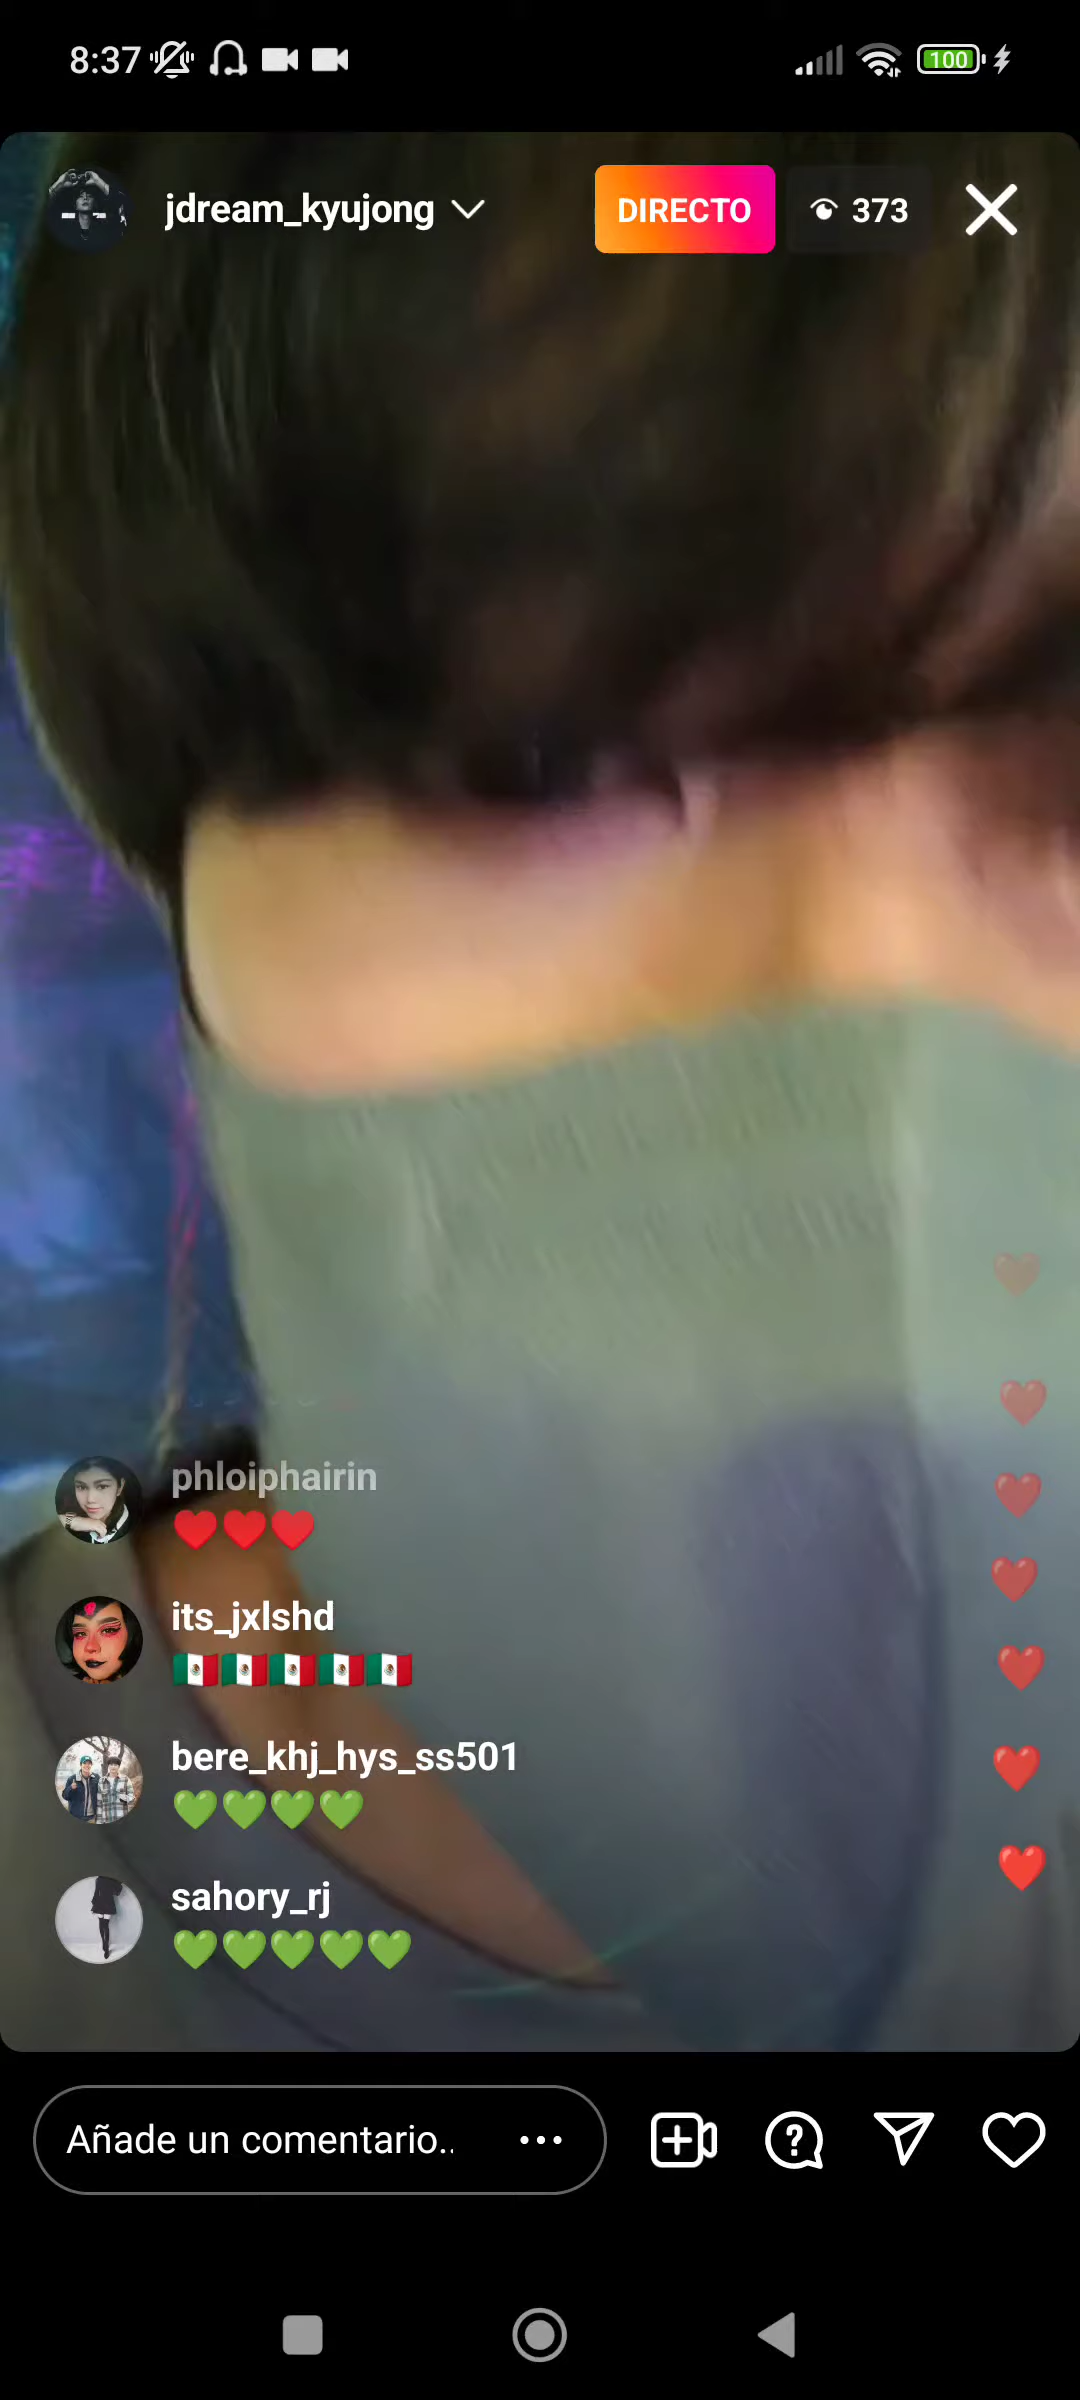 8:37
100
jdream_kyujong
DIRECTO
373
phloiphairin
❤️❤️❤️
its_jxlshd
🇲🇽🇲🇽🇲🇽🇲🇽🇲🇽
bere_khj_hys_ss501
💚💚💚💚
sahory_rj
💚💚💚💚💚
Añade un comentario..